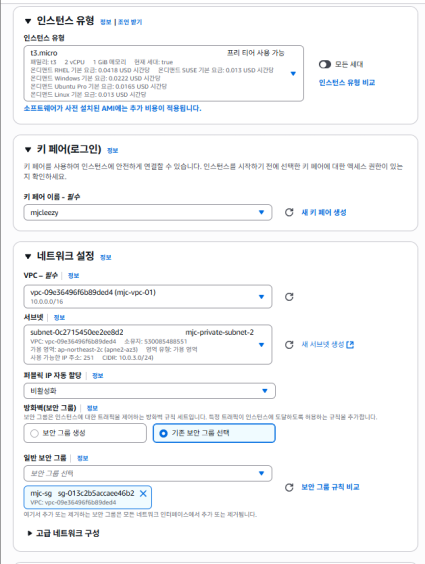 ▼ 인스턴스 유형 정보 | 조언 받기
인스턴스 유형
t3.micro 프리 티어 사용 가능
패밀리: t3 2 vCPU 1 GiB 메모리 현재 세대: true
온디맨드 RHEL 기본 요금: 0.0418 USD 시간당 온디맨드 SUSE 기본 요금: 0.013 USD 시간당
온디맨드 Windows 기본 요금: 0.0222 USD 시간당
온디맨드 Ubuntu Pro 기본 요금: 0.0165 USD 시간당
온디맨드 Linux 기본 요금: 0.013 USD 시간당
모든 세대
인스턴스 유형 비교
소프트웨어가 사전 설치된 AMI에는 추가 비용이 적용됩니다.
▼ 키 페어(로그인) 정보
키 페어를 사용하여 인스턴스에 안전하게 연결할 수 있습니다. 인스턴스를 시작하기 전에 선택한 키 페어에 대한 액세스 권한이 있는
지 확인하세요.
키 페어 이름 - 필수
mjcleezy
새 키 페어 생성
▼ 네트워크 설정 정보
VPC – 필수 | 정보
vpc-09e36496f6b89ded4 (mjc-vpc-01)
10.0.0.0/16
서브넷 | 정보
subnet-0c2715450ee2ee8d2 mjc-private-subnet-2
VPC: vpc-09e36496f6b89ded4 소유자: 530085488551
가용 영역: ap-northeast-2c (apne2-az3) 영역 유형: 가용 영역
사용 가능한 IP 주소: 251 CIDR: 10.0.3.0/24)
새 서브넷 생성
퍼블릭 IP 자동 할당 | 정보
비활성화
방화벽(보안 그룹) | 정보
보안 그룹은 인스턴스에 대한 트래픽을 제어하는 방화벽 규칙 세트입니다. 특정 트래픽이 인스턴스에 도달하도록 허용하는 규칙을 추가합니다.
보안 그룹 생성
기존 보안 그룹 선택
일반 보안 그룹 | 정보
보안 그룹 선택
보안 그룹 규칙 비교
mjc-sg sg-013c2b5accaee46b2 ✕
VPC: vpc-09e36496f6b89ded4
여기서 추가 또는 제거하는 보안 그룹은 모든 네트워크 인터페이스에서 추가 또는 제거됩니다.
▶ 고급 네트워크 구성